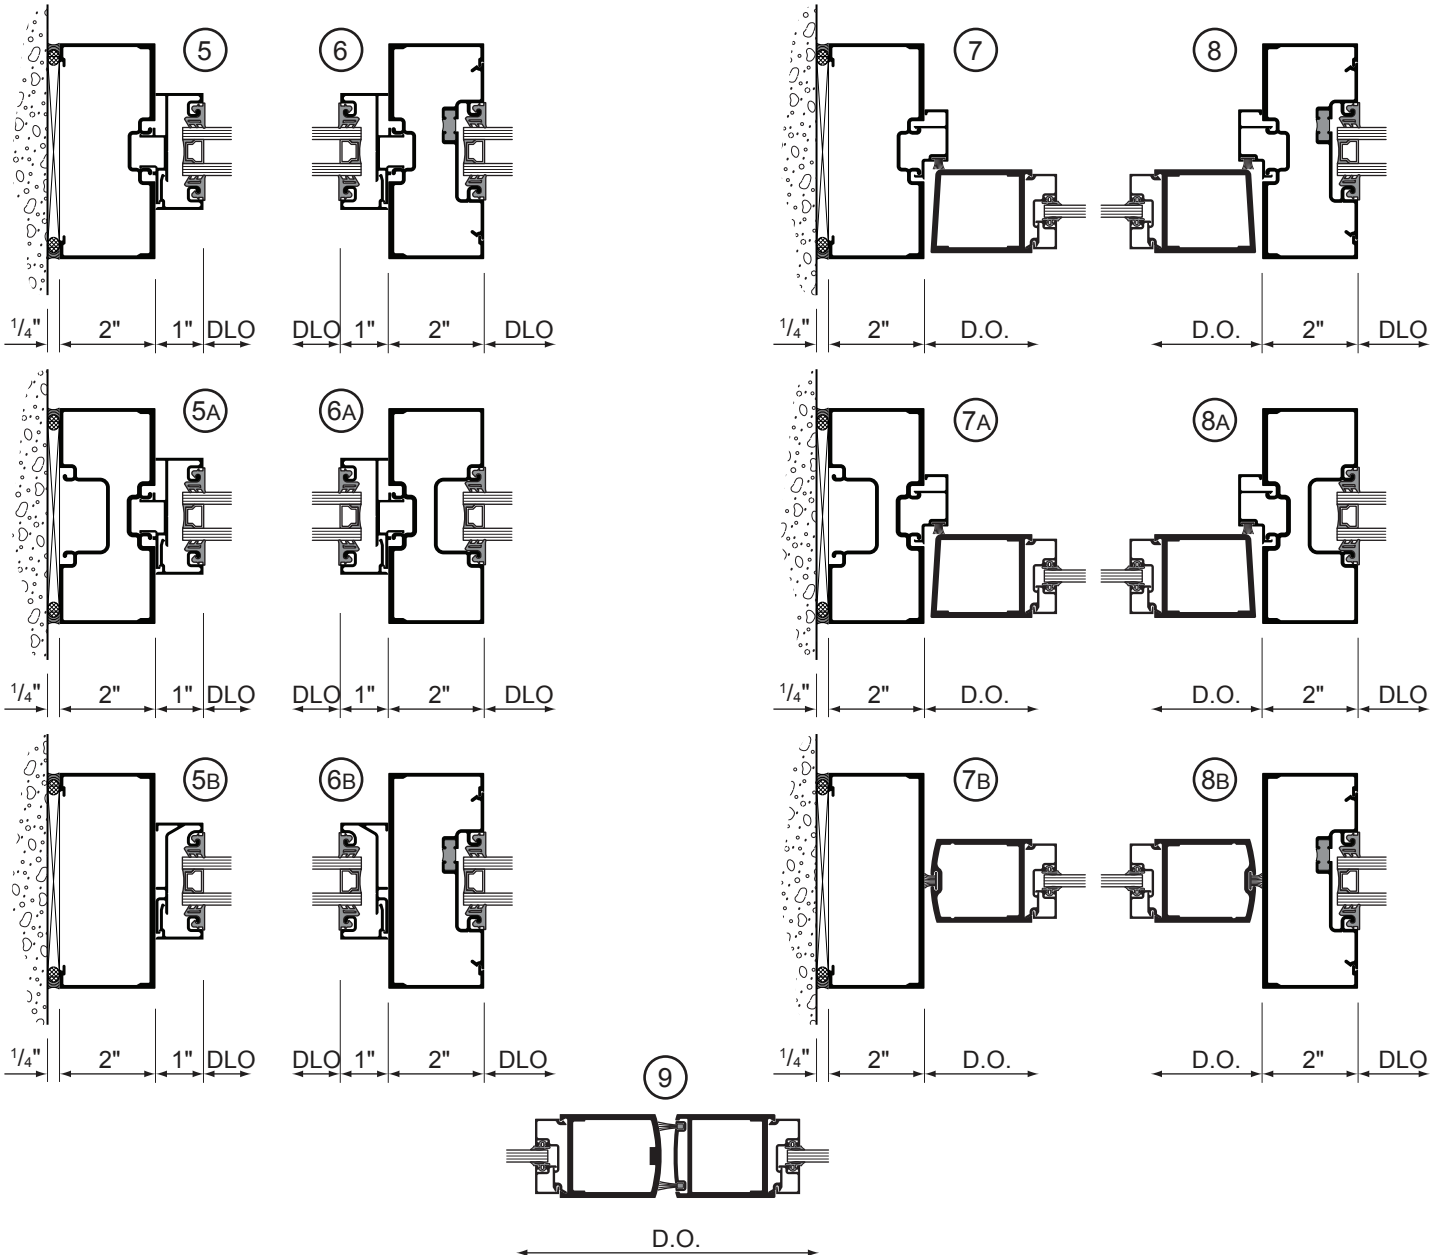 5 6 7 8
1/4" 2" 1" DLO DLO 1" 2" DLO 1/4" 2" D.O. D.O. 2" DLO
5A 6A 7A 8A
1/4" 2" 1" DLO DLO 1" 2" DLO 1/4" 2" D.O. D.O. 2" DLO
5B 6B 7B 8B
1/4" 2" 1" DLO DLO 1" 2" DLO 1/4" 2" D.O. D.O. 2" DLO
9
D.O.